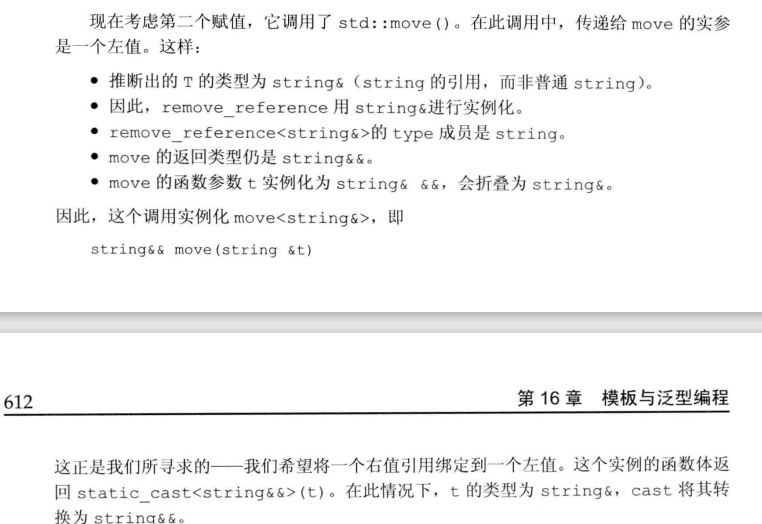 现在考虑第二个赋值，它调用了 std::move()。在此调用中，传递给 move 的实参
是一个左值。这样：
• 推断出的 T 的类型为 string&（string 的引用，而非普通 string）。
• 因此，remove_reference 用 string&进行实例化。
• remove_reference<string&>的 type 成员是 string。
• move 的返回类型仍是 string&&。
• move 的函数参数 t 实例化为 string& &&，会折叠为 string&。
因此，这个调用实例化 move<string&>，即
string&& move(string &t)
612
第 16 章 模板与泛型编程
这正是我们所寻求的——我们希望将一个右值引用绑定到一个左值。这个实例的函数体返
回 static_cast<string&&>(t)。在此情况下，t 的类型为 string&，cast 将其转
换为 string&&。